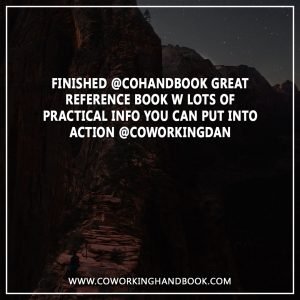 FINISHED @COHANDBOOK GREAT
REFERENCE BOOK W LOTS OF
PRACTICAL INFO YOU CAN PUT INTO
ACTION @COWORKINGDAN
WWW.COWORKINGHANDBOOK.COM